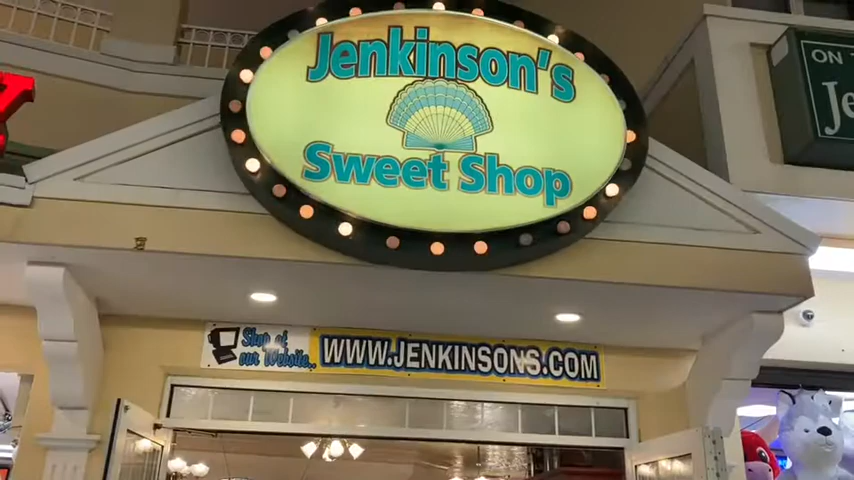 Jenkinson's
Sweet Shop
ON T
Je
Shop at
our Website..
WWW.JENKINSONS.COM